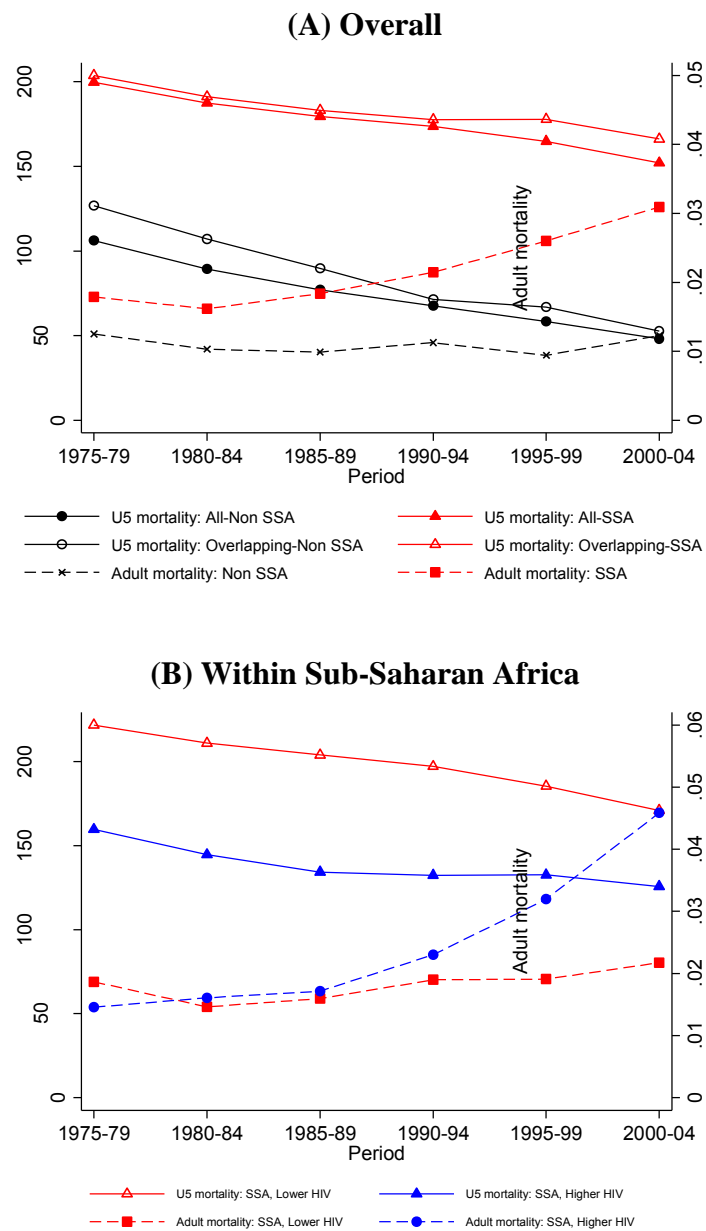 (A) Overall
200
150
100
50
0
.05
.04
.03
.02
.01
0
Adult mortality
1975-79 1980-84 1985-89 1990-94 1995-99 2000-04
Period
U5 mortality: All-Non SSA U5 mortality: All-SSA
U5 mortality: Overlapping-Non SSA U5 mortality: Overlapping-SSA
Adult mortality: Non SSA Adult mortality: SSA
(B) Within Sub-Saharan Africa
200
150
100
50
0
.06
.05
.04
.03
.02
.01
0
Adult mortality
1975-79 1980-84 1985-89 1990-94 1995-99 2000-04
Period
U5 mortality: SSA, Lower HIV U5 mortality: SSA, Higher HIV
Adult mortality: SSA, Lower HIV Adult mortality: SSA, Higher HIV